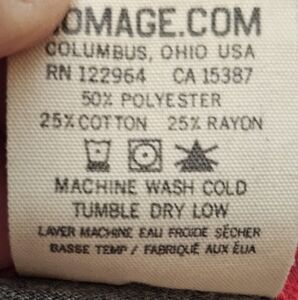 HOMAGE.COM
COLUMBUS, OHIO USA
RN 122964 CA 15387
50% POLYESTER
25% COTTON 25% RAYON
MACHINE WASH COLD
TUMBLE DRY LOW
LAVER MACHINE EAU FROIDE SÉCHER
BASSE TEMP / FABRIQUÉ AUX ÉUA